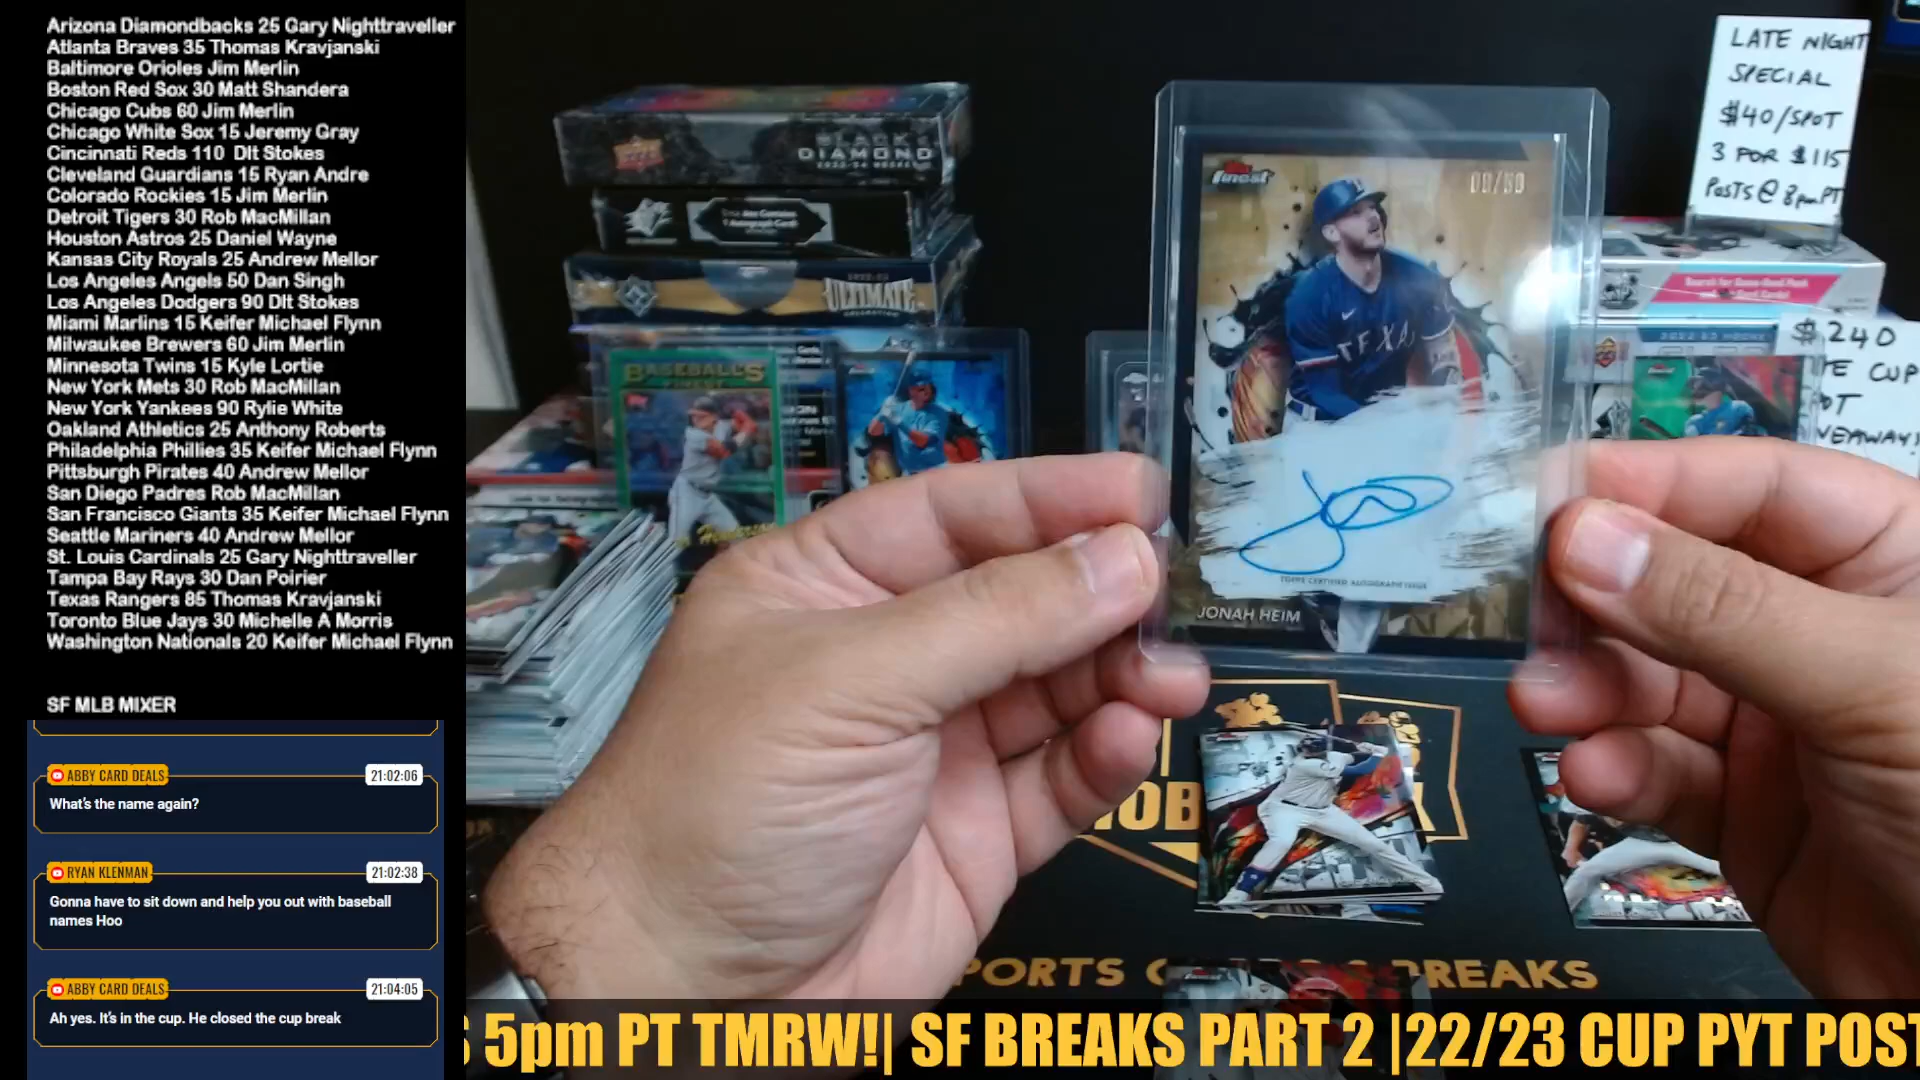 Arizona Diamondbacks 25 Gary Nighttraveller
Atlanta Braves 35 Thomas Kravjanski
Baltimore Orioles Jim Merlin
Boston Red Sox 30 Matt Shandera
Chicago Cubs 60 Jim Merlin
Chicago White Sox 15 Jeremy Gray
Cincinnati Reds 110 Dlt Stokes
Cleveland Guardians 15 Ryan Andre
Colorado Rockies 15 Jim Merlin
Detroit Tigers 30 Rob MacMillan
Houston Astros 25 Daniel Wayne
Kansas City Royals 25 Andrew Mellor
Los Angeles Angels 50 Dan Singh
Los Angeles Dodgers 90 Dlt Stokes
Miami Marlins 15 Keifer Michael Flynn
Milwaukee Brewers 60 Jim Merlin
Minnesota Twins 15 Kyle Lortie
New York Mets 30 Rob MacMillan
New York Yankees 90 Rylie White
Oakland Athletics 25 Anthony Roberts
Philadelphia Phillies 35 Keifer Michael Flynn
Pittsburgh Pirates 40 Andrew Mellor
San Diego Padres Rob MacMillan
San Francisco Giants 35 Keifer Michael Flynn
Seattle Mariners 40 Andrew Mellor
St. Louis Cardinals 25 Gary Nighttraveller
Tampa Bay Rays 30 Dan Poirier
Texas Rangers 85 Thomas Kravjanski
Toronto Blue Jays 30 Michelle A Morris
Washington Nationals 20 Keifer Michael Flynn
SF MLB MIXER
ABBY CARD DEALS 21:02:06
What's the name again?
RYAN KLENMAN 21:02:38
Gonna have to sit down and help you out with baseball
names Hoo
ABBY CARD DEALS 21:04:05
Ah yes. It's in the cup. He closed the cup break
BLACK
DIAMOND
SPX
ULTIMATE
BASEBALL'S
FINEST
finest
TEXA
TOPPS CERTIFIED AUTOGRAPH ISSUE
JONAH HEIM
LATE NIGHT
SPECIAL
$40/SPOT
3 FOR $115
POSTS @ 8pm PT
$240
CUP
PORTS C
BREAKS
5pm PT TMRW!| SF BREAKS PART 2 |22/23 CUP PYT POST